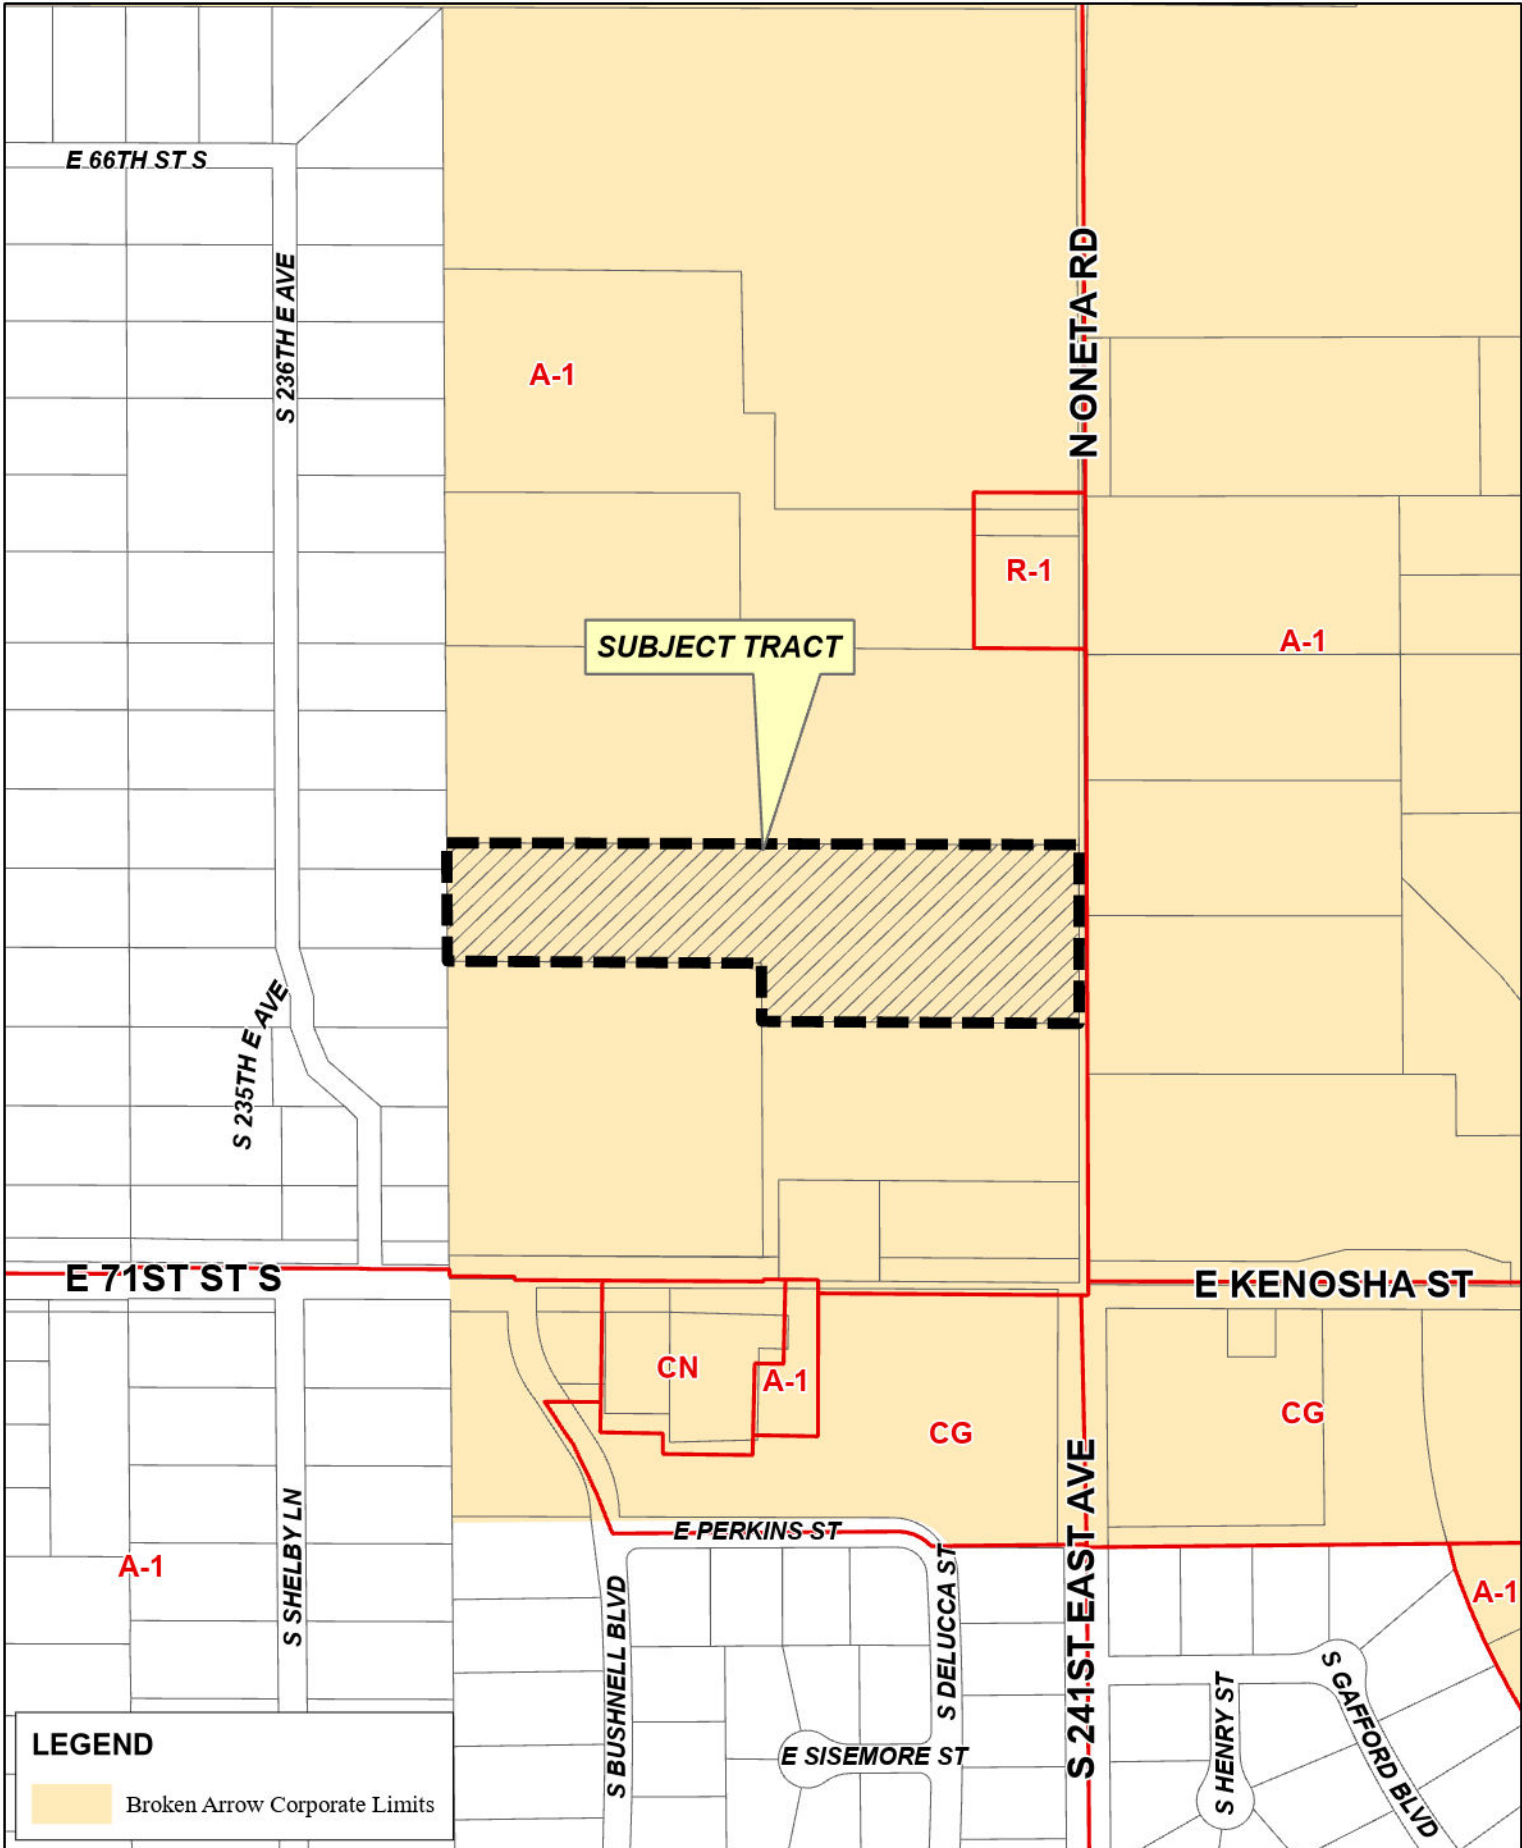 E 66TH ST S
S 236TH E AVE
N ONETA RD
A-1
R-1
A-1
SUBJECT TRACT
S 235TH E AVE
E 71ST ST S
E KENOSHA ST
CN
A-1
CG
CG
S 241ST EAST AVE
S SHELBY LN
E PERKINS ST
A-1
S DELUCCA ST
A-1
S BUSHNELL BLVD
S GAFFORD BLVD
S HENRY ST
E SISEMORE ST
LEGEND
Broken Arrow Corporate Limits